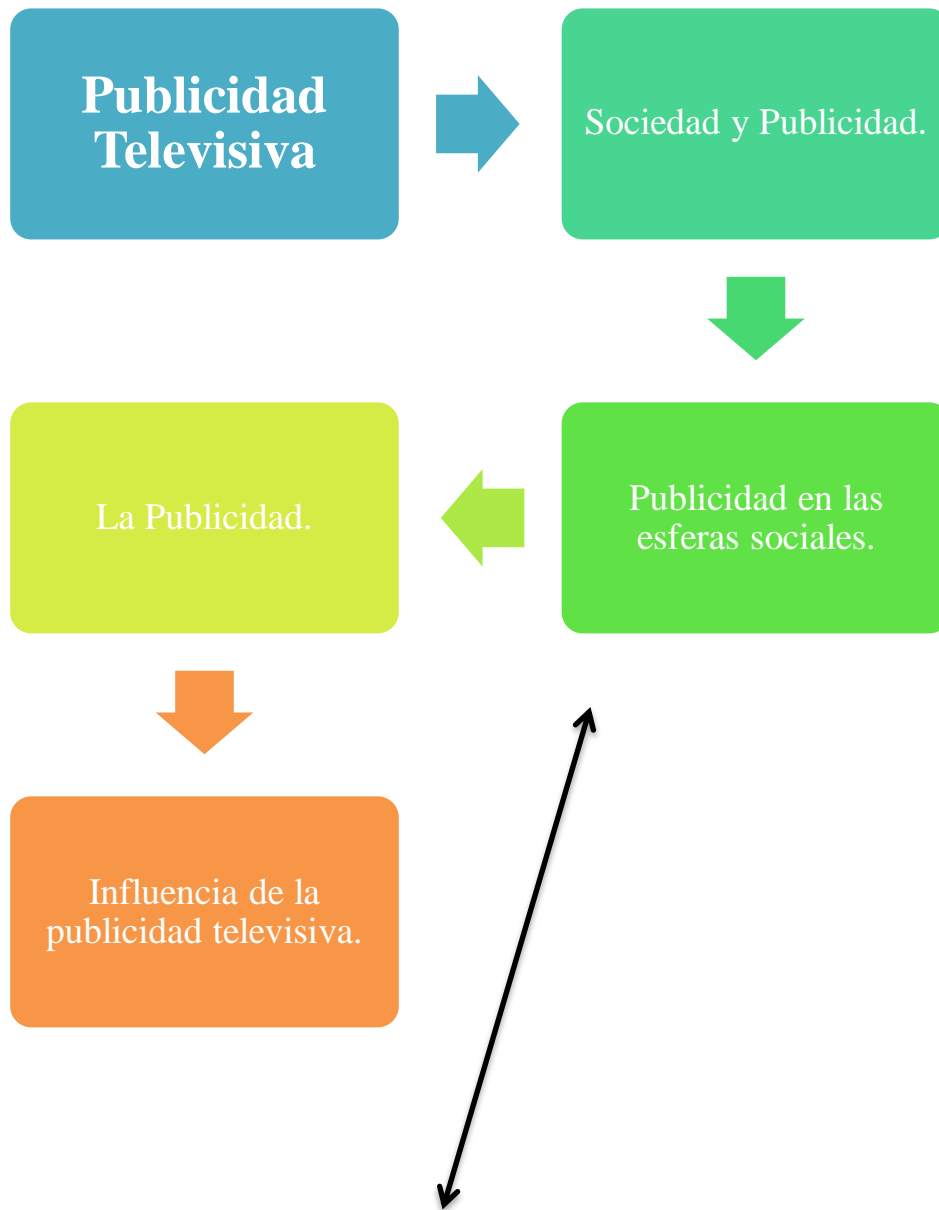 Publicidad
Televisiva
Sociedad y Publicidad.
Publicidad en las
esferas sociales.
La Publicidad.
Influencia de la
publicidad televisiva.